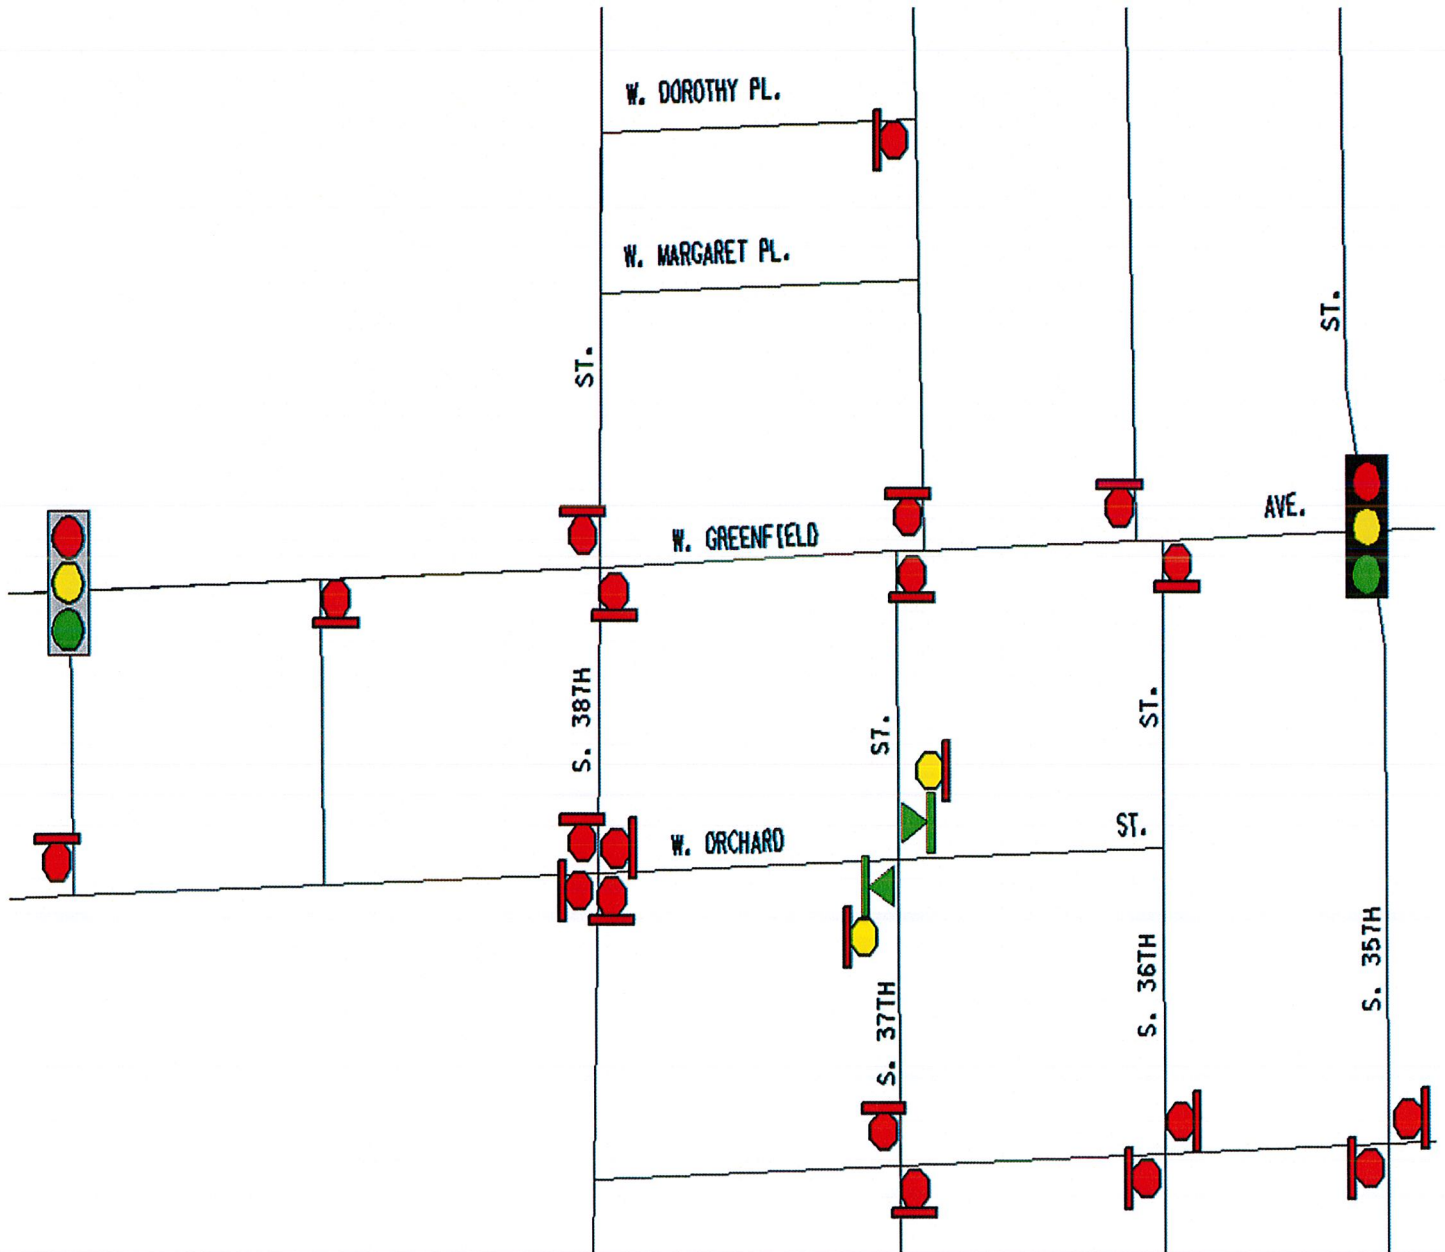 W. DOROTHY PL.
W. MARGARET PL.
ST.
ST.
W. GREENFIELD
AVE.
S. 38TH
ST.
ST.
W. ORCHARD
ST.
S. 37TH
S. 36TH
S. 35TH